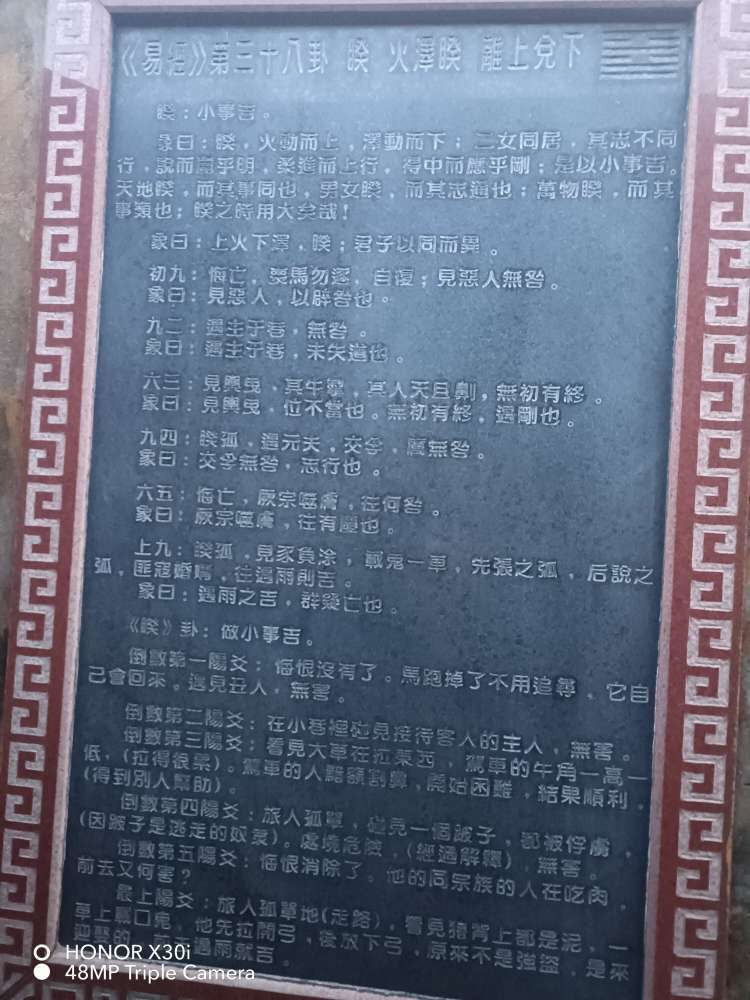 《易經》第三十八卦 睽 火澤睽 離上兌下
睽：小事吉。
彖曰：睽，火動而上，澤動而下；二女同居，其志不同
行，說而麗乎明，柔進而上行，得中而應乎剛；是以小事吉。
天地睽，而其事同也，男女睽，而其志通也；萬物睽，而其
事類也；睽之時用大矣哉！
象曰：上火下澤，睽；君子以同而異。
初九：悔亡，喪馬勿逐，自復；見惡人無咎。
象曰：見惡人，以辟咎也。
九二：遇主于巷，無咎。
象曰：遇主于巷，未失道也。
六三：見輿曳，其牛掣，其人天且劓，無初有終。
象曰：見輿曳，位不當也。無初有終，遇剛也。
九四：睽孤，遇元夫，交孚，厲無咎。
象曰：交孚無咎，志行也。
六五：悔亡，厥宗噬膚，往何咎。
象曰：厥宗噬膚，往有慶也。
上九：睽孤，見豕負涂，載鬼一車，先張之弧，后說之
弧，匪寇婚媾，往遇雨則吉。
象曰：遇雨之吉，群疑亡也。
《睽》卦：做小事吉。
倒數第一陽爻：悔恨沒有了。馬跑掉了不用追尋，它自
己會回來。遇見丑人，無害。
倒數第二陽爻：在小巷裡碰見接待客人的主人，無害。
倒數第三陽爻：看見大車在拉東西，駕車的牛角一高一
低，(拉得很累)。駕車的人黥額割鼻，開始困難，結果順利。
(得到別人幫助)。
倒數第四陽爻：旅人孤單，碰見一個跛子，都被俘虜，
(因跛子是逃走的奴隸)。處境危險，(經過解釋)，無害。
倒數第五陽爻：悔恨消除了。他的同宗族的人在吃肉，
前去又何害？
最上陽爻：旅人孤單地(走路)，看見豬背上都是泥，一
車上裏口鬼，他先拉開弓，後放下弓，原來不是強盜，是來
遇雨就吉。
HONOR X30i
48MP Triple Camera